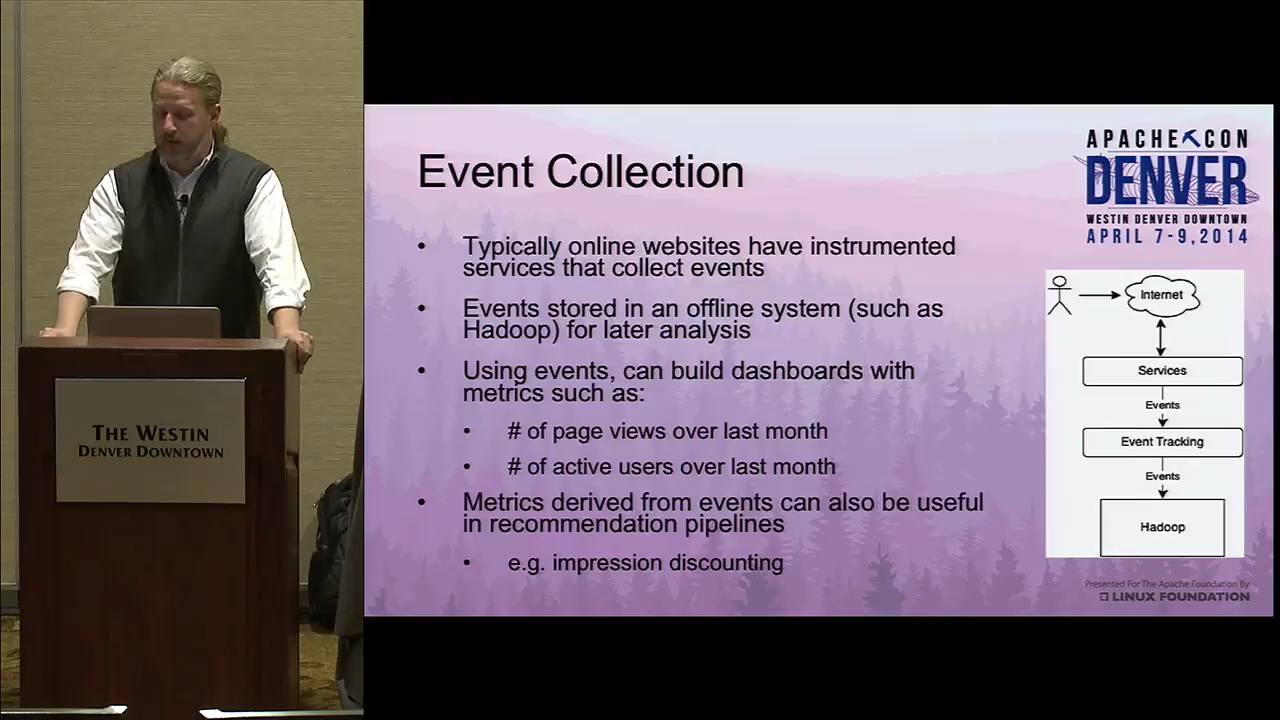 THE WESTIN
DENVER DOWNTOWN
Event Collection
• Typically online websites have instrumented
services that collect events
• Events stored in an offline system (such as
Hadoop) for later analysis
• Using events, can build dashboards with
metrics such as:
• # of page views over last month
• # of active users over last month
• Metrics derived from events can also be useful
in recommendation pipelines
• e.g. impression discounting
APACHE CON
DENVER
WESTIN DENVER DOWNTOWN
APRIL 7-9, 2014
Internet
Services
Events
Event Tracking
Events
Hadoop
Presented For The Apache Foundation By
LINUX FOUNDATION